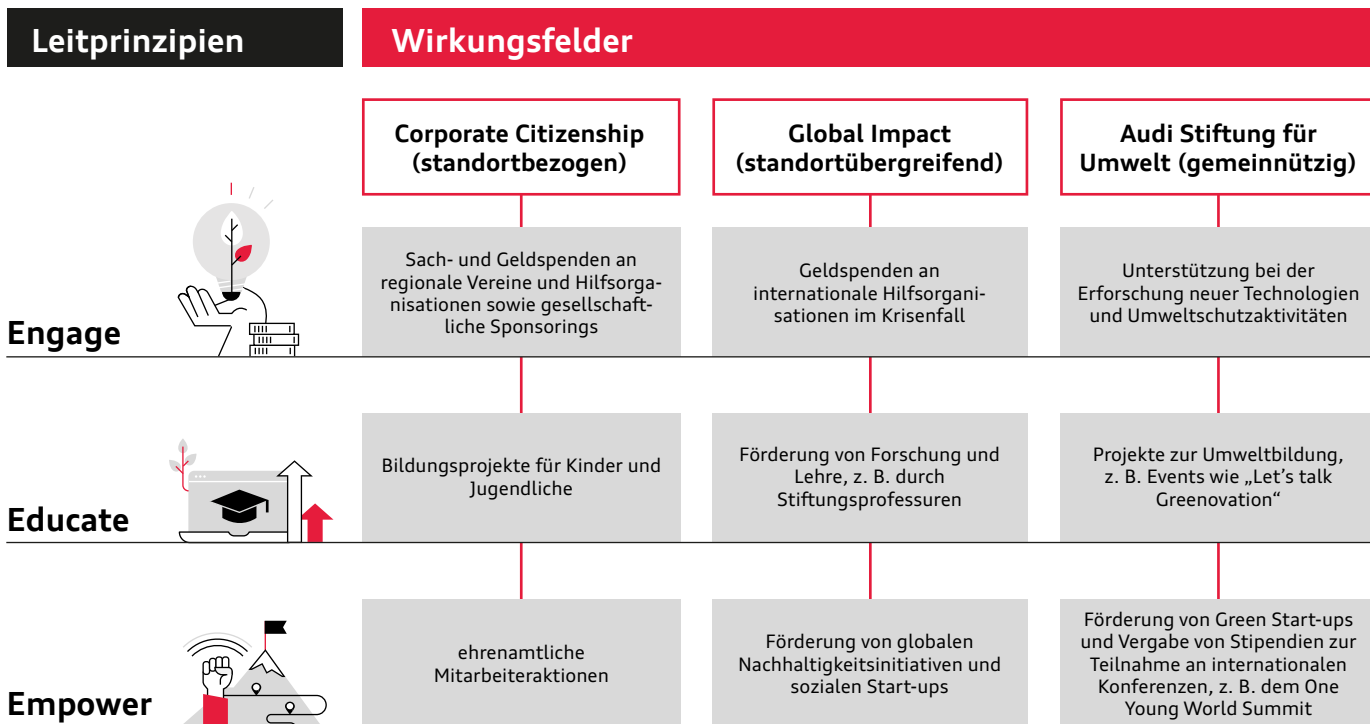 Leitprinzipien
Wirkungsfelder
Corporate Citizenship
(standortbezogen)
Global Impact
(standortübergreifend)
Audi Stiftung für
Umwelt (gemeinnützig)
Engage
Sach- und Geldspenden an
regionale Vereine und Hilfsorga-
nisationen sowie gesellschaft-
liche Sponsorings
Geldspenden an
internationale Hilfsorgani-
sationen im Krisenfall
Unterstützung bei der
Erforschung neuer Technologien
und Umweltschutzaktivitäten
Educate
Bildungsprojekte für Kinder und
Jugendliche
Förderung von Forschung und
Lehre, z. B. durch
Stiftungsprofessuren
Projekte zur Umweltbildung,
z. B. Events wie „Let’s talk
Greenovation“
Empower
ehrenamtliche
Mitarbeiteraktionen
Förderung von globalen
Nachhaltigkeitsinitiativen und
sozialen Start-ups
Förderung von Green Start-ups
und Vergabe von Stipendien zur
Teilnahme an internationalen
Konferenzen, z. B. dem One
Young World Summit